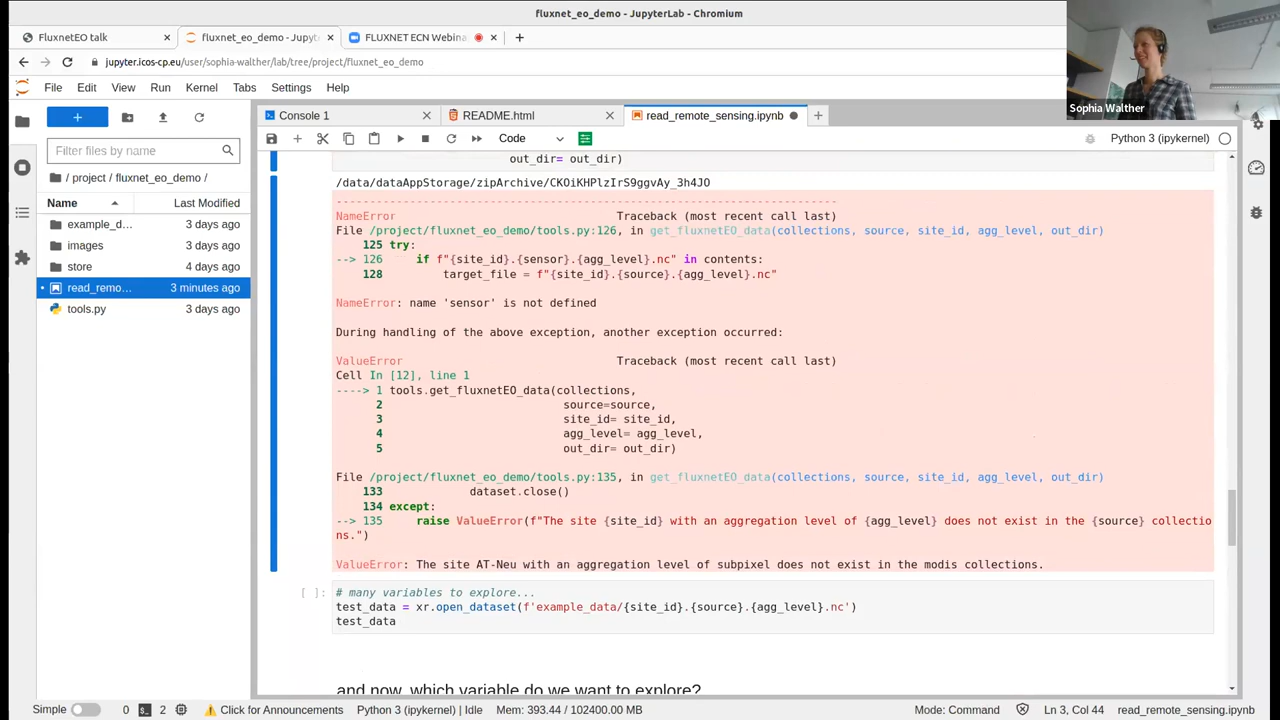 fluxnet_eo_demo - JupyterLab - Chromium
FluxnetEO talk
fluxnet_eo_demo - Jupyt
FLUXNET ECN Webina
jupyter.icos-cp.eu/user/sophia-walther/lab/tree/project/fluxnet_eo_demo
Sophia Walther
File Edit View Run Kernel Tabs Settings Help
Console 1
README.html
read_remote_sensing.ipynb
Code
Python 3 (ipykernel)
Filter files by name
/ project / fluxnet_eo_demo /
Name Last Modified
example_d... 3 days ago
images 3 days ago
store 4 days ago
read_remo... 3 minutes ago
tools.py 3 days ago
out_dir= out_dir)
/data/dataAppStorage/zipArchive/CKOiKHPlzIrS9ggvAy_3h4JO
---------------------------------------------------------------------------
NameError Traceback (most recent call last)
File /project/fluxnet_eo_demo/tools.py:126, in get_fluxnetEO_data(collections, source, site_id, agg_level, out_dir)
125 try:
--> 126 if f"{site_id}.{sensor}.{agg_level}.nc" in contents:
128 target_file = f"{site_id}.{source}.{agg_level}.nc"
NameError: name 'sensor' is not defined
During handling of the above exception, another exception occurred:
ValueError Traceback (most recent call last)
Cell In [12], line 1
----> 1 tools.get_fluxnetEO_data(collections,
2 source=source,
3 site_id= site_id,
4 agg_level= agg_level,
5 out_dir= out_dir)
File /project/fluxnet_eo_demo/tools.py:135, in get_fluxnetEO_data(collections, source, site_id, agg_level, out_dir)
133 dataset.close()
134 except:
--> 135 raise ValueError(f"The site {site_id} with an aggregation level of {agg_level} does not exist in the {source} collectio
ns.")
ValueError: The site AT-Neu with an aggregation level of subpixel does not exist in the modis collections.
[ ]: # many variables to explore...
test_data = xr.open_dataset(f'example_data/{site_id}.{source}.{agg_level}.nc')
test_data
and now, which variable do we want to explore?
Simple 0 2 Click for Announcements Python 3 (ipykernel) | Idle Mem: 393.44 / 102400.00 MB Mode: Command Ln 3, Col 44 read_remote_sensing.ipynb